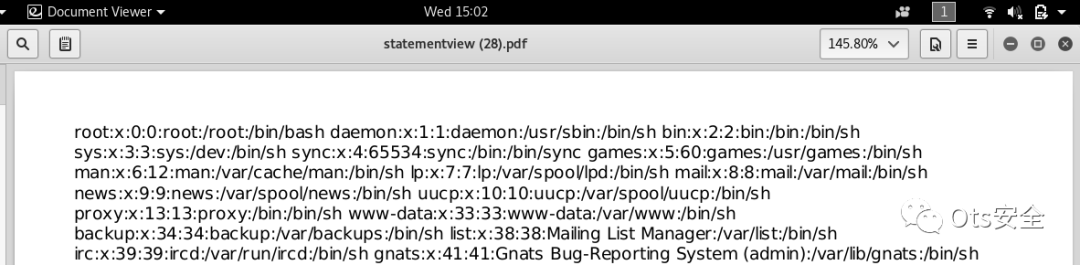 Document Viewer Wed 15:02 1
statementview (28).pdf 145.80%
root:x:0:0:root:/root:/bin/bash daemon:x:1:1:daemon:/usr/sbin:/bin/sh bin:x:2:2:bin:/bin:/bin/sh
sys:x:3:3:sys:/dev:/bin/sh sync:x:4:65534:sync:/bin:/bin/sync games:x:5:60:games:/usr/games:/bin/sh
man:x:6:12:man:/var/cache/man:/bin/sh lp:x:7:7:lp:/var/spool/lpd:/bin/sh mail:x:8:8:mail:/var/mail:/bin/sh
news:x:9:9:news:/var/spool/news:/bin/sh uucp:x:10:10:uucp:/var/spool/uucp:/bin/sh
proxy:x:13:13:proxy:/bin:/bin/sh www-data:x:33:33:www-data:/var/www:/bin/sh
backup:x:34:34:backup:/var/backups:/bin/sh list:x:38:38:Mailing List Manager:/var/list:/bin/sh
irc:x:39:39:ircd:/var/run/ircd:/bin/sh gnats:x:41:41:Gnats Bug-Reporting System (admin):/var/lib/gnats:/bin/sh
Ots安全